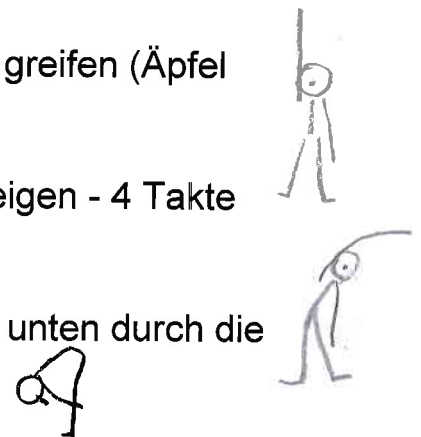 greifen (Äpfel
eigen - 4 Takte
unten durch die